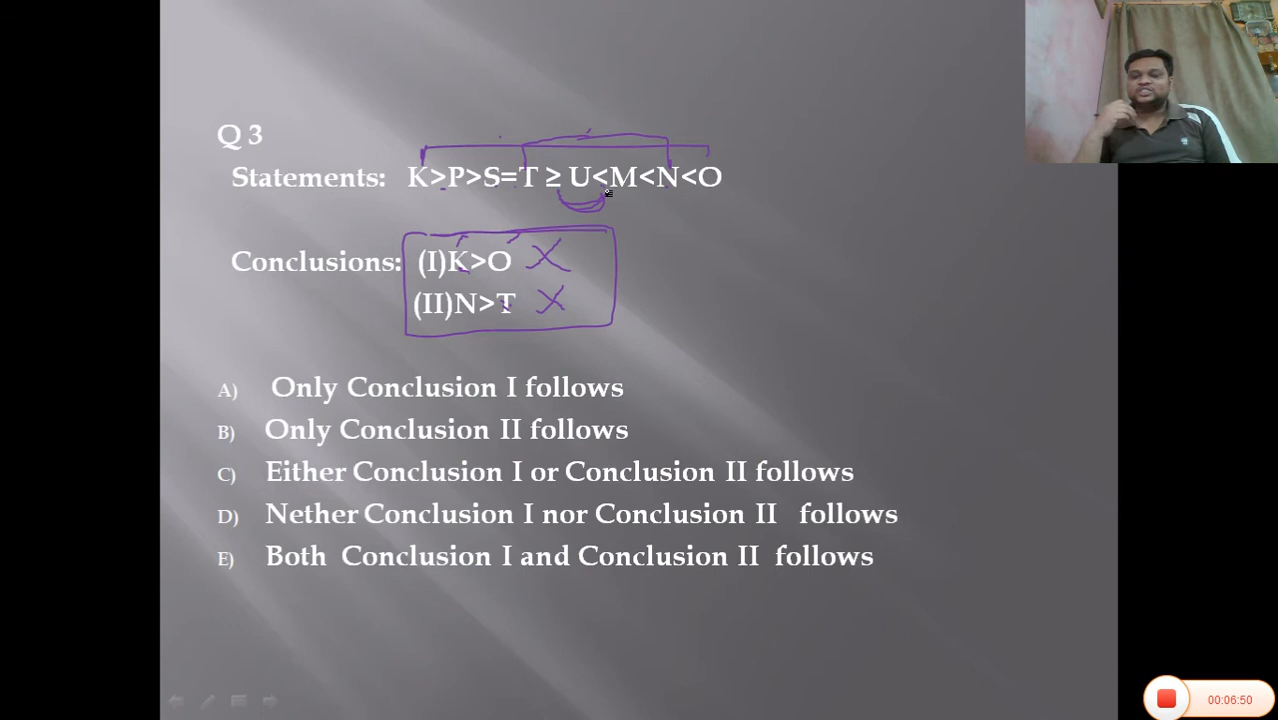 Q 3
Statements: K>P>S=T ≥ U<M<N<O
Conclusions: (I)K>O X
(II)N>T X
A) Only Conclusion I follows
B) Only Conclusion II follows
C) Either Conclusion I or Conclusion II follows
D) Nether Conclusion I nor Conclusion II follows
E) Both Conclusion I and Conclusion II follows
00:06:50